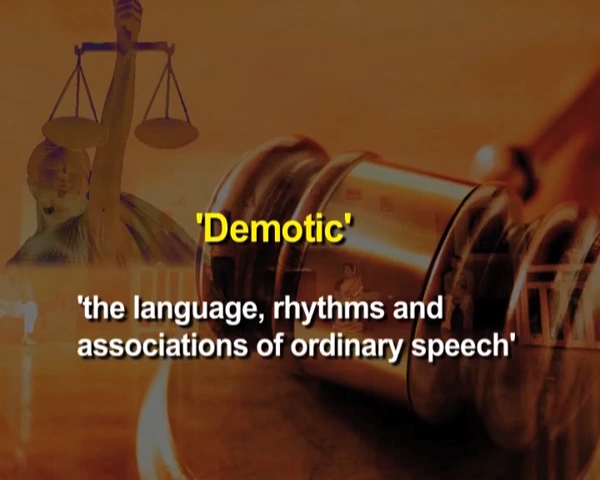 'Demotic'
'the language, rhythms and
associations of ordinary speech'